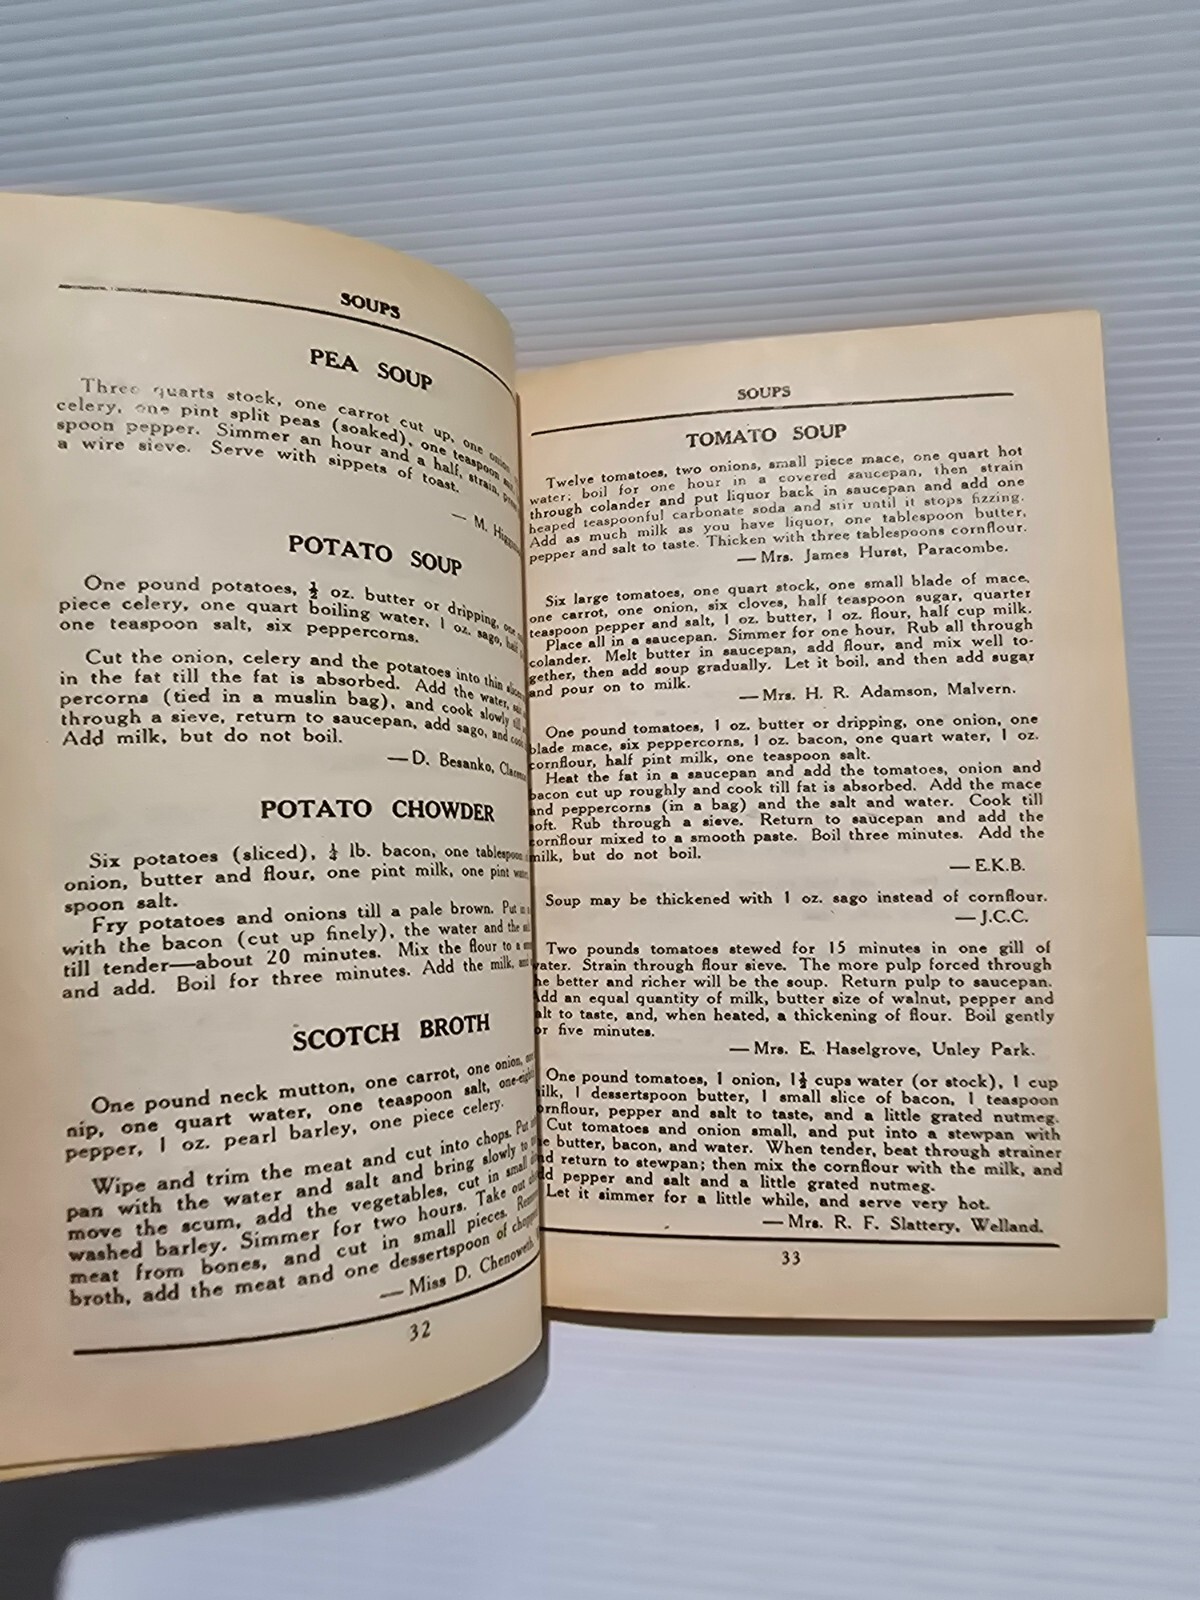 SOUPS
PEA SOUP
Three quarts stock, one carrot cut up, one onion
celery, one pint split peas (soaked), one teaspoon
spoon pepper. Simmer an hour and a half, strain,
a wire sieve. Serve with sippets of toast.
— M.
POTATO SOUP
One pound potatoes, ½ oz. butter or dripping, one
piece celery, one quart boiling water, 1 oz. sago, half
one teaspoon salt, six peppercorns.
Cut the onion, celery and the potatoes into thin slices
in the fat till the fat is absorbed. Add the water,
percorns (tied in a muslin bag), and cook slowly
through a sieve, return to saucepan, add sago, and
Add milk, but do not boil.
— D. Besanko,
POTATO CHOWDER
Six potatoes (sliced), ¼ lb. bacon, one tablespoon
onion, butter and flour, one pint milk, one pint
spoon salt.
Fry potatoes and onions till a pale brown. Put
with the bacon (cut up finely), the water and the
till tender—about 20 minutes. Mix the flour to a
and add. Boil for three minutes. Add the milk,
SCOTCH BROTH
One pound neck mutton, one carrot, one onion,
nip, one quart water, one teaspoon salt,
pepper, 1 oz. pearl barley, one piece celery.
Wipe and trim the meat and cut into chops. Put
pan with the water and salt and bring slowly to
move the scum, add the vegetables, cut in small
washed barley. Simmer for two hours. Take out
meat from bones, and cut in small pieces.
broth, add the meat and one dessertspoon of
— Miss D. Chenoweth,
32
SOUPS
TOMATO SOUP
Twelve tomatoes, two onions, small piece mace, one quart hot
water; boil for one hour in a covered saucepan, then strain
through colander and put liquor back in saucepan and add one
heaped teaspoonful carbonate soda and stir until it stops fizzing.
Add as much milk as you have liquor, one tablespoon butter,
pepper and salt to taste. Thicken with three tablespoons cornflour.
— Mrs. James Hurst, Paracombe.
Six large tomatoes, one quart stock, one small blade of mace,
one carrot, one onion, six cloves, half teaspoon sugar, quarter
teaspoon pepper and salt, 1 oz. butter, 1 oz. flour, half cup milk.
Place all in a saucepan. Simmer for one hour, Rub all through
colander. Melt butter in saucepan, add flour, and mix well to-
gether, then add soup gradually. Let it boil, and then add sugar
and pour on to milk.
— Mrs. H. R. Adamson, Malvern.
One pound tomatoes, 1 oz. butter or dripping, one onion, one
blade mace, six peppercorns, 1 oz. bacon, one quart water, 1 oz.
cornflour, half pint milk, one teaspoon salt.
Heat the fat in a saucepan and add the tomatoes, onion and
bacon cut up roughly and cook till fat is absorbed. Add the mace
and peppercorns (in a bag) and the salt and water. Cook till
soft. Rub through a sieve. Return to saucepan and add the
cornflour mixed to a smooth paste. Boil three minutes. Add the
milk, but do not boil.
— E.K.B.
Soup may be thickened with 1 oz. sago instead of cornflour.
— J.C.C.
Two pounds tomatoes stewed for 15 minutes in one gill of
water. Strain through flour sieve. The more pulp forced through
the better and richer will be the soup. Return pulp to saucepan.
Add an equal quantity of milk, butter size of walnut, pepper and
salt to taste, and, when heated, a thickening of flour. Boil gently
for five minutes.
— Mrs. E. Haselgrove, Unley Park.
One pound tomatoes, 1 onion, 1½ cups water (or stock), 1 cup
milk, 1 dessertspoon butter, 1 small slice of bacon, 1 teaspoon
cornflour, pepper and salt to taste, and a little grated nutmeg.
Cut tomatoes and onion small, and put into a stewpan with
the butter, bacon, and water. When tender, beat through strainer
and return to stewpan; then mix the cornflour with the milk, and
add pepper and salt and a little grated nutmeg.
Let it simmer for a little while, and serve very hot.
— Mrs. R. F. Slattery, Welland.
33